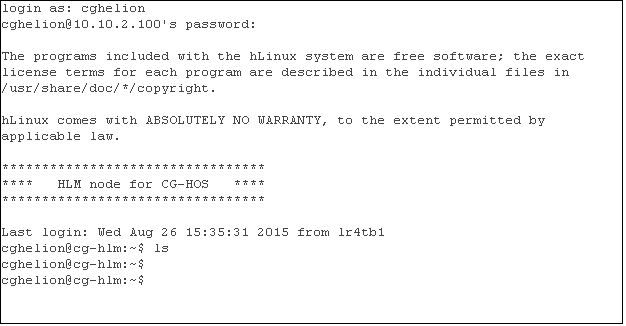 login as: cghelion
cghelion@10.10.2.100's password:
The programs included with the hLinux system are free software; the exact
license terms for each program are described in the individual files in
/usr/share/doc/*/copyright.
hLinux comes with ABSOLUTELY NO WARRANTY, to the extent permitted by
applicable law.
*********************************
****   HLM node for CG-HOS   ****
*********************************
Last login: Wed Aug 26 15:35:31 2015 from lr4tb1
cghelion@cg-hlm:~$ ls
cghelion@cg-hlm:~$
cghelion@cg-hlm:~$